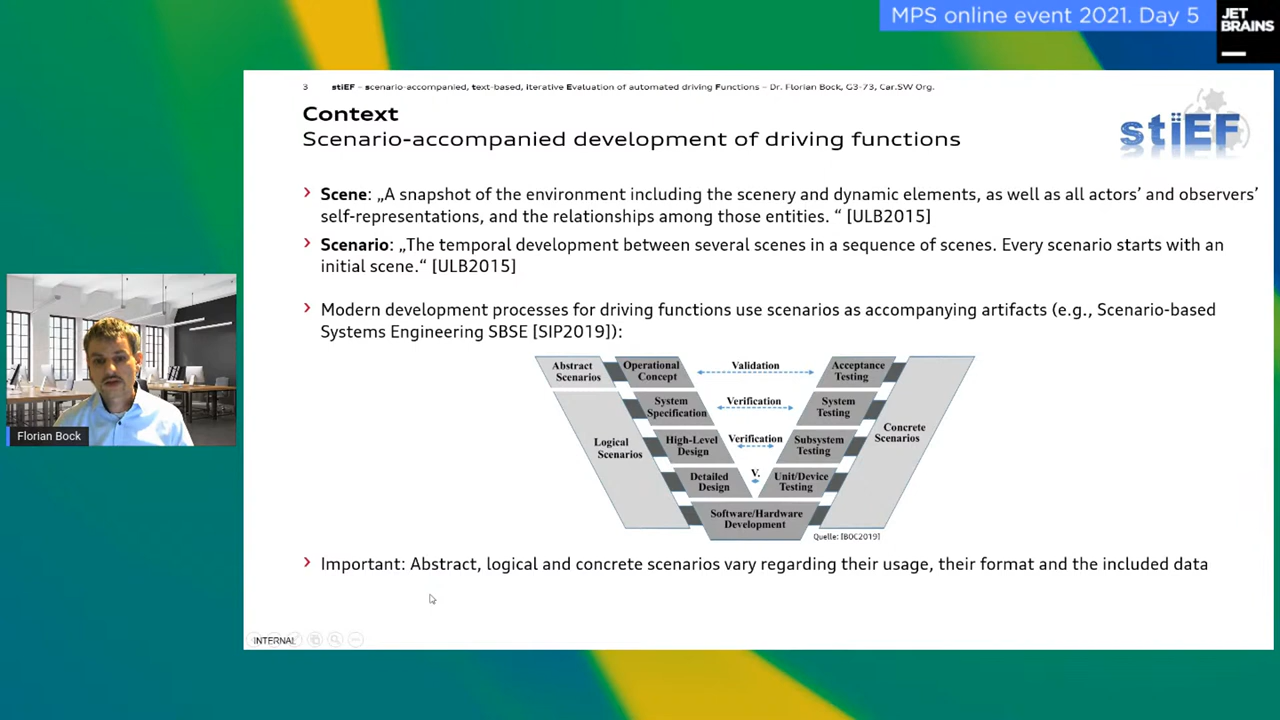 MPS online event 2021. Day 5
JET
BRAINS
3 stiEF – scenario-accompanied, text-based, iterative Evaluation of automated driving Functions – Dr. Florian Bock, G3-73, Car.SW Org.
Context
Scenario-accompanied development of driving functions
stiEF
› Scene: „A snapshot of the environment including the scenery and dynamic elements, as well as all actors’ and observers’
self-representations, and the relationships among those entities. “ [ULB2015]
› Scenario: „The temporal development between several scenes in a sequence of scenes. Every scenario starts with an
initial scene.“ [ULB2015]
› Modern development processes for driving functions use scenarios as accompanying artifacts (e.g., Scenario-based
Systems Engineering SBSE [SIP2019]):
Abstract
Scenarios
Operational
Concept
Validation
Acceptance
Testing
System
Specification
Verification
System
Testing
Logical
Scenarios
High-Level
Design
Verification
Subsystem
Testing
Concrete
Scenarios
Detailed
Design
V.
Unit/Device
Testing
Software/Hardware
Development
Quelle: [BOC2019]
› Important: Abstract, logical and concrete scenarios vary regarding their usage, their format and the included data
INTERNAL
Florian Bock